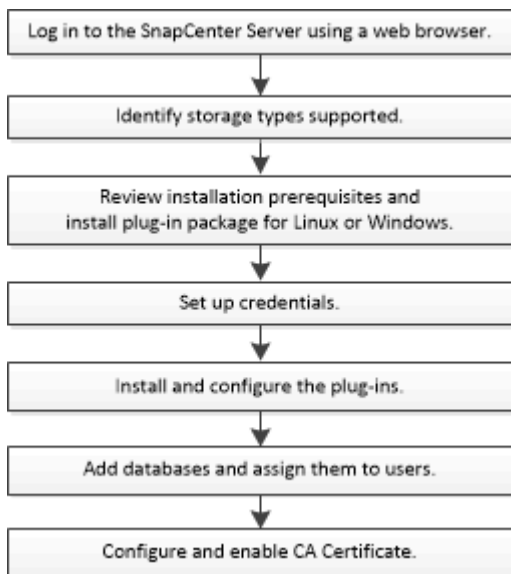 Log in to the SnapCenter Server using a web browser.
Identify storage types supported.
Review installation prerequisites and
install plug-in package for Linux or Windows.
Set up credentials.
Install and configure the plug-ins.
Add databases and assign them to users.
Configure and enable CA Certificate.